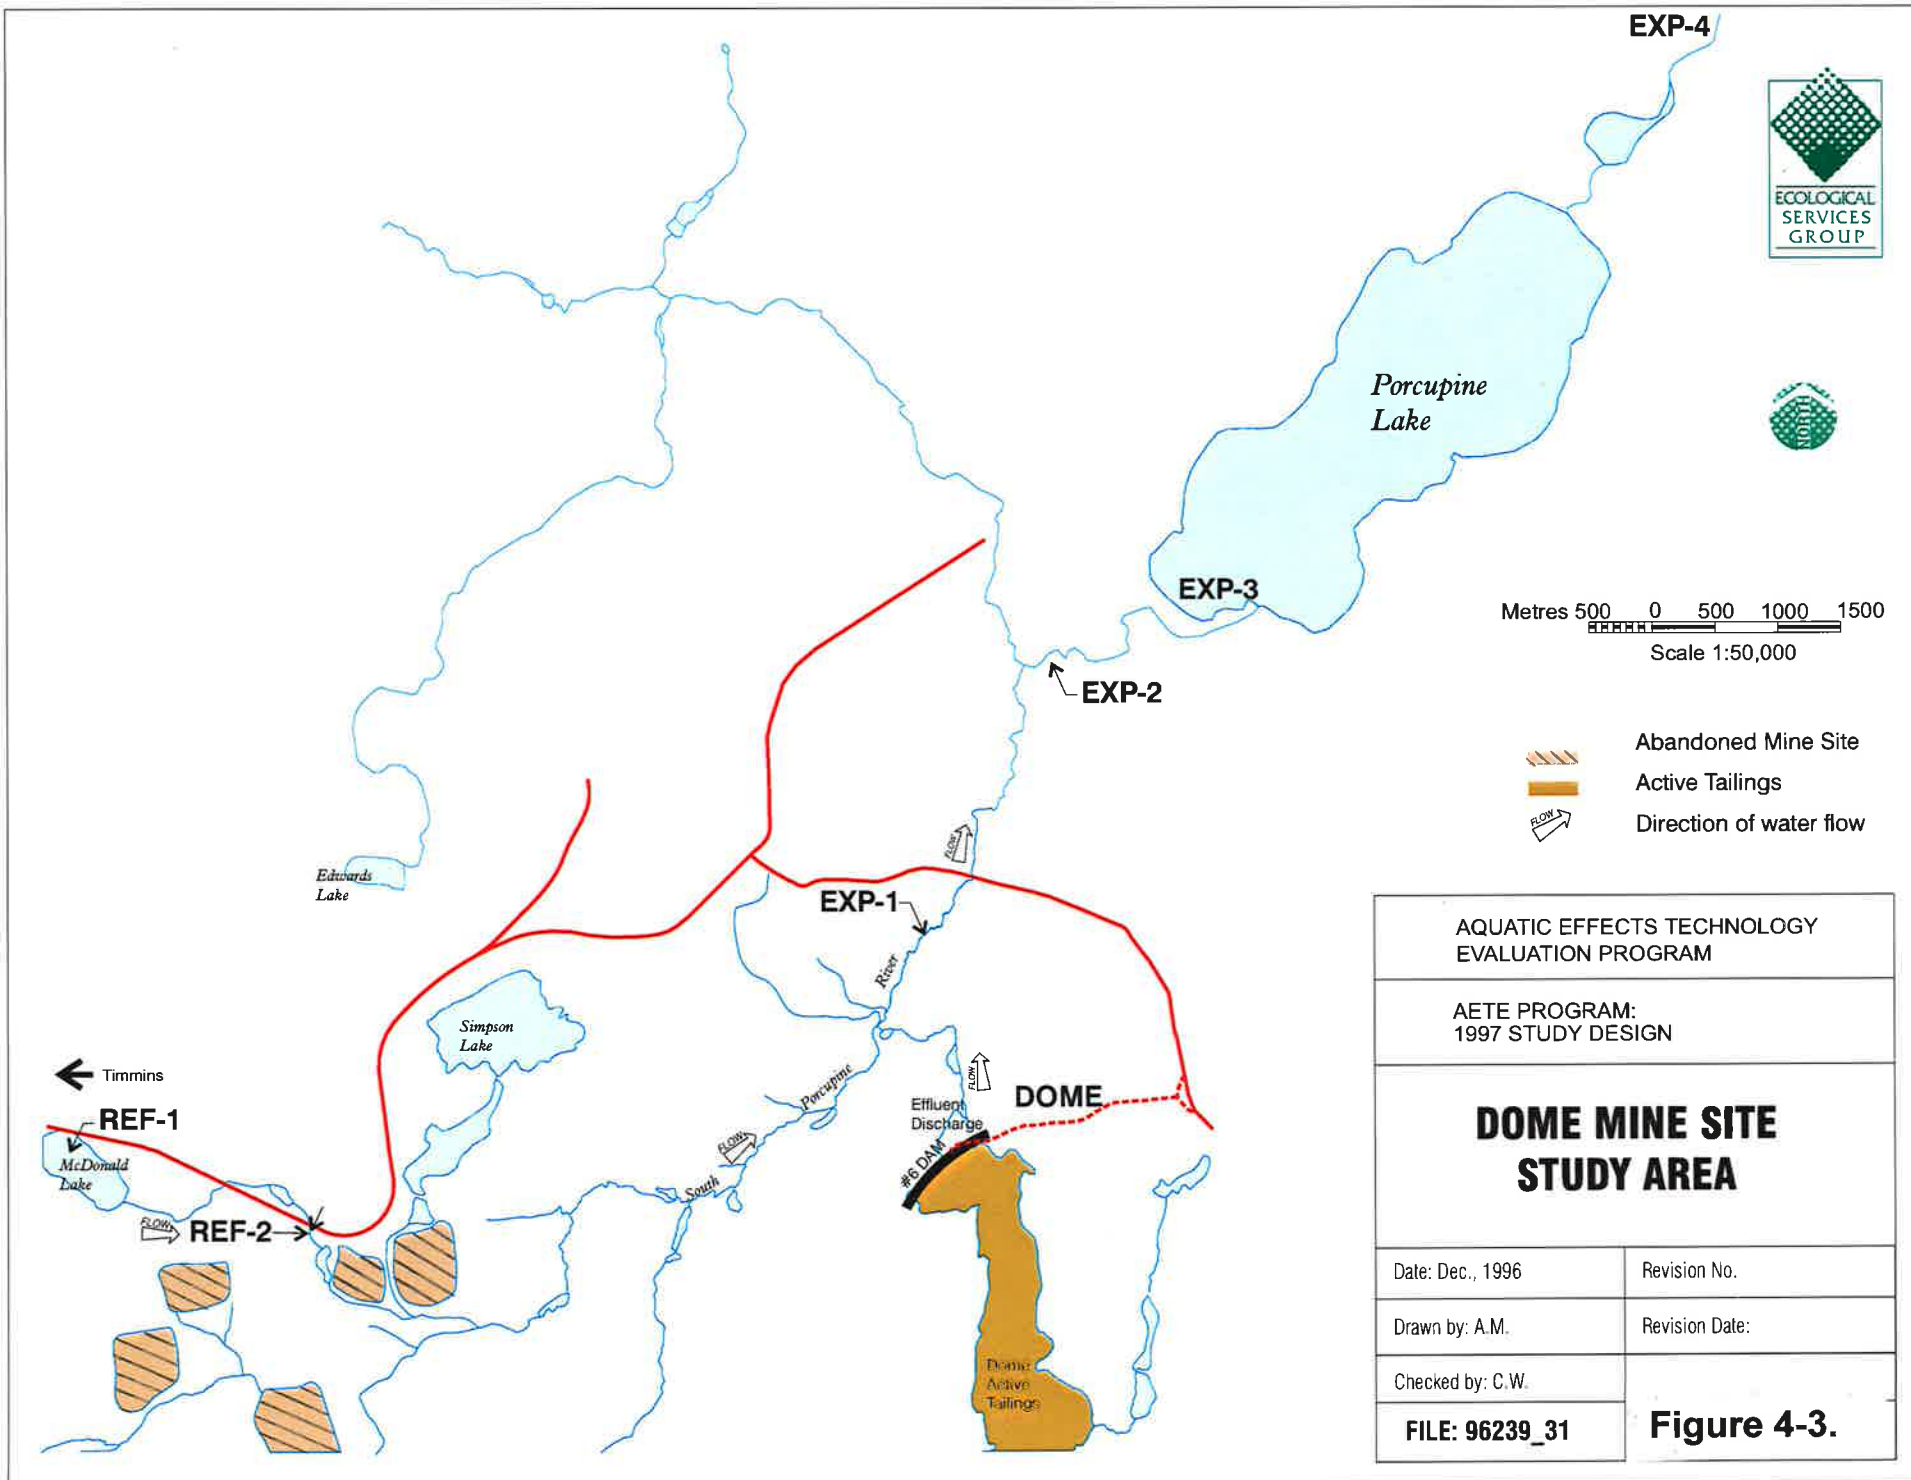 EXP-4
ECOLOGICAL
SERVICES
GROUP
Porcupine
Lake
NORTH
EXP-3
Metres 500 0 500 1000 1500
Scale 1:50,000
EXP-2
Abandoned Mine Site
Active Tailings
FLOW
Direction of water flow
FLOW
Edwards
Lake
EXP-1
River
AQUATIC EFFECTS TECHNOLOGY
EVALUATION PROGRAM
Simpson
Lake
AETE PROGRAM:
1997 STUDY DESIGN
Timmins
FLOW
Porcupine
DOME
Effluent
Discharge
REF-1
McDonald
Lake
FLOW
#6 DAM
South
FLOW
REF-2
DOME MINE SITE
STUDY AREA
Date: Dec., 1996
Revision No.
Drawn by: A.M.
Revision Date:
Dome
Active
Tailings
Checked by: C.W.
FILE: 96239_31
Figure 4-3.